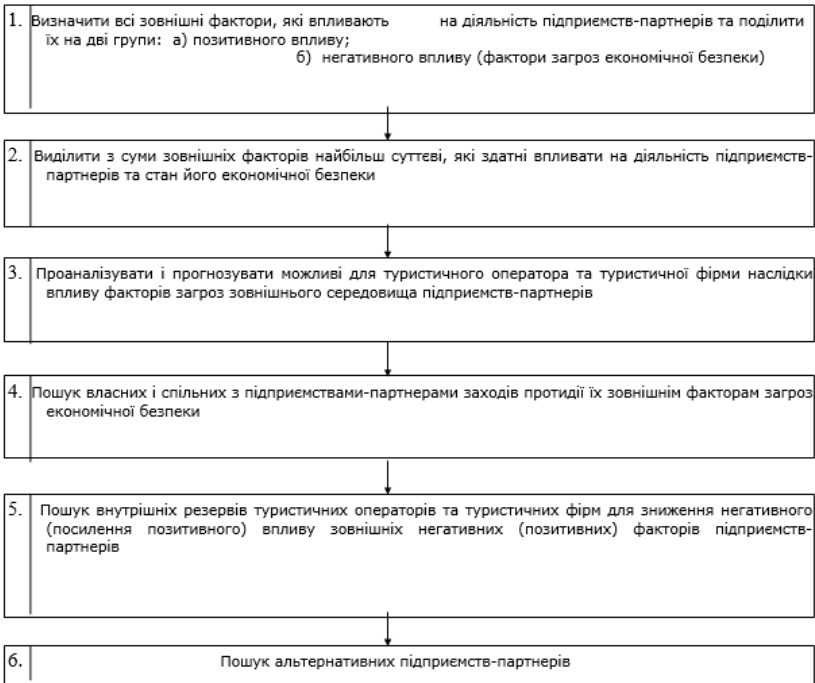 1. Визначити всі зовнішні фактори, які впливають на діяльність підприємств-партнерів та поділити
їх на дві групи: а) позитивного впливу;
б) негативного впливу (фактори загроз економічної безпеки)
2. Виділити з суми зовнішніх факторів найбільш суттєві, які здатні впливати на діяльність підприємств-
партнерів та стан його економічної безпеки
3. Проаналізувати і прогнозувати можливі для туристичного оператора та туристичної фірми наслідки
впливу факторів загроз зовнішнього середовища підприємств-партнерів
4. Пошук власних і спільних з підприємствами-партнерами заходів протидії їх зовнішнім факторам загроз
економічної безпеки
5. Пошук внутрішніх резервів туристичних операторів та туристичних фірм для зниження негативного
(посилення позитивного) впливу зовнішніх негативних (позитивних) факторів підприємств-
партнерів
6. Пошук альтернативних підприємств-партнерів